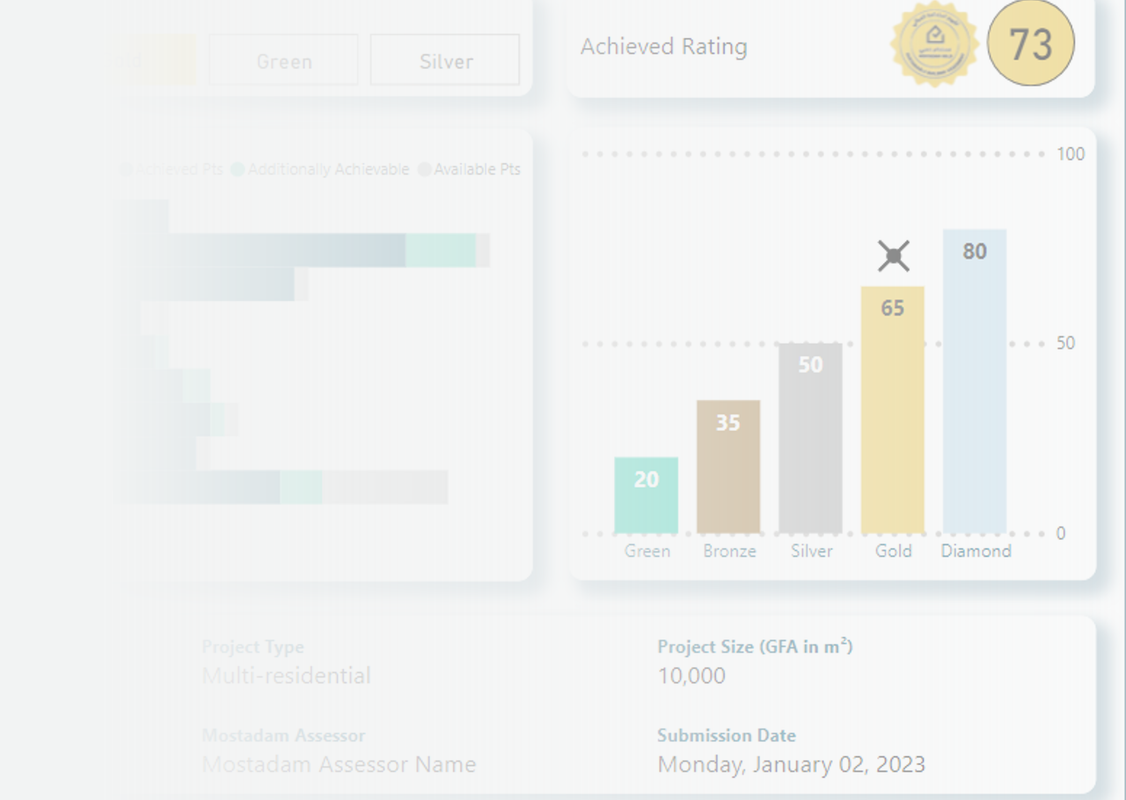 Green
Silver
Achieved Rating
73
Achieved Pts
Additionally Achievable
Available Pts
100
80
65
50
50
35
20
0
Green
Bronze
Silver
Gold
Diamond
Project Type
Multi-residential
Project Size (GFA in m²)
10,000
Mostadam Assessor
Mostadam Assessor Name
Submission Date
Monday, January 02, 2023